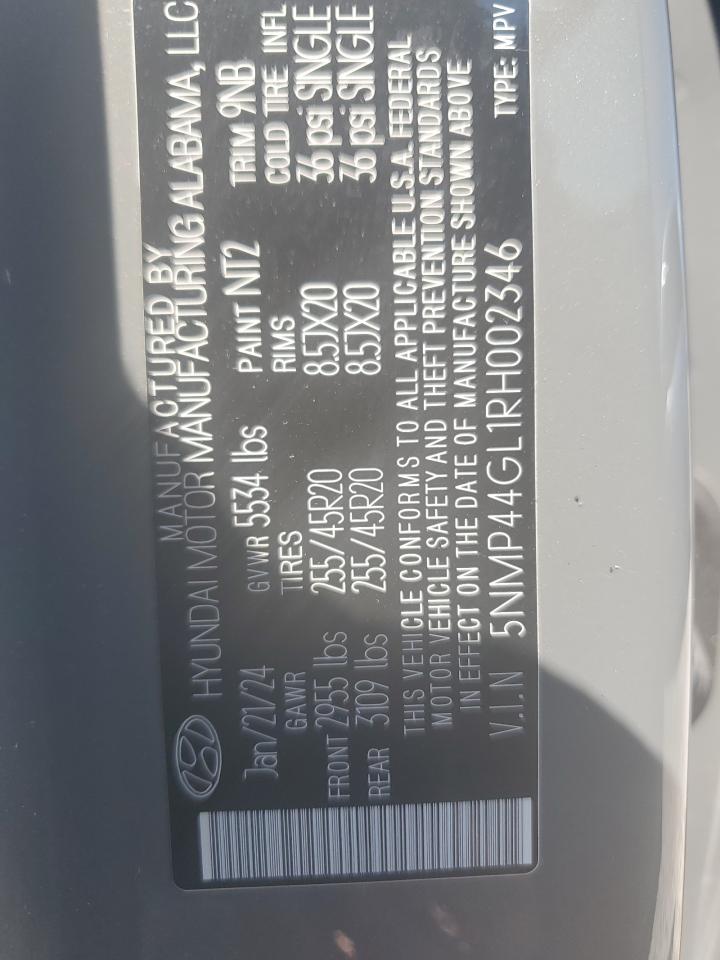 MANUFACTURED BY
HYUNDAI MOTOR MANUFACTURING ALABAMA, LLC
Jan/21/24 GVWR 5534 lbs PAINT NT2 TRIM 9NB
GAWR TIRES RIMS COLD TIRE INFL
FRONT 2955 lbs 255/45R20 8.5JX20 36 psi SINGLE
REAR 3109 lbs 255/45R20 8.5JX20 36 psi SINGLE
THIS VEHICLE CONFORMS TO ALL APPLICABLE U.S.A. FEDERAL
MOTOR VEHICLE SAFETY AND THEFT PREVENTION STANDARDS
IN EFFECT ON THE DATE OF MANUFACTURE SHOWN ABOVE
V.I.N 5NMP44GL1RH002346 TYPE: MPV